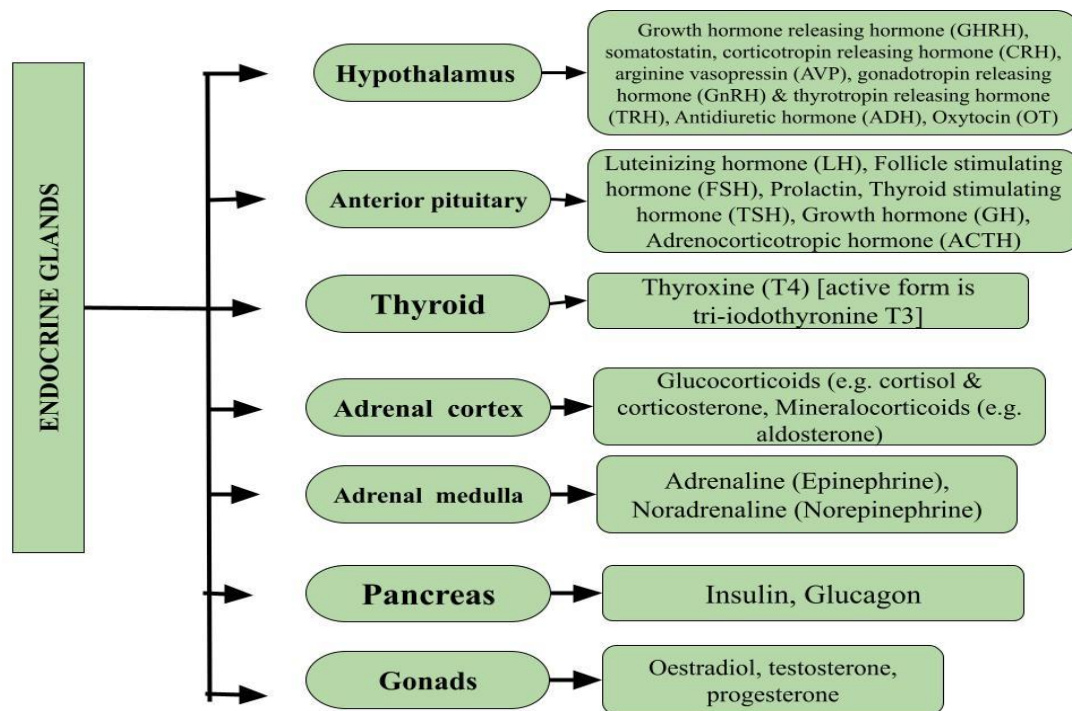 ENDOCRINE GLANDS
Hypothalamus
Growth hormone releasing hormone (GHRH),
somatostatin, corticotropin releasing hormone (CRH),
arginine vasopressin (AVP), gonadotropin releasing
hormone (GnRH) & thyrotropin releasing hormone
(TRH), Antidiuretic hormone (ADH), Oxytocin (OT)
Anterior pituitary
Luteinizing hormone (LH), Follicle stimulating
hormone (FSH), Prolactin, Thyroid stimulating
hormone (TSH), Growth hormone (GH),
Adrenocorticotropic hormone (ACTH)
Thyroid
Thyroxine (T4) [active form is
tri-iodothyronine T3]
Adrenal cortex
Glucocorticoids (e.g. cortisol &
corticosterone, Mineralocorticoids (e.g.
aldosterone)
Adrenal medulla
Adrenaline (Epinephrine),
Noradrenaline (Norepinephrine)
Pancreas
Insulin, Glucagon
Gonads
Oestradiol, testosterone,
progesterone